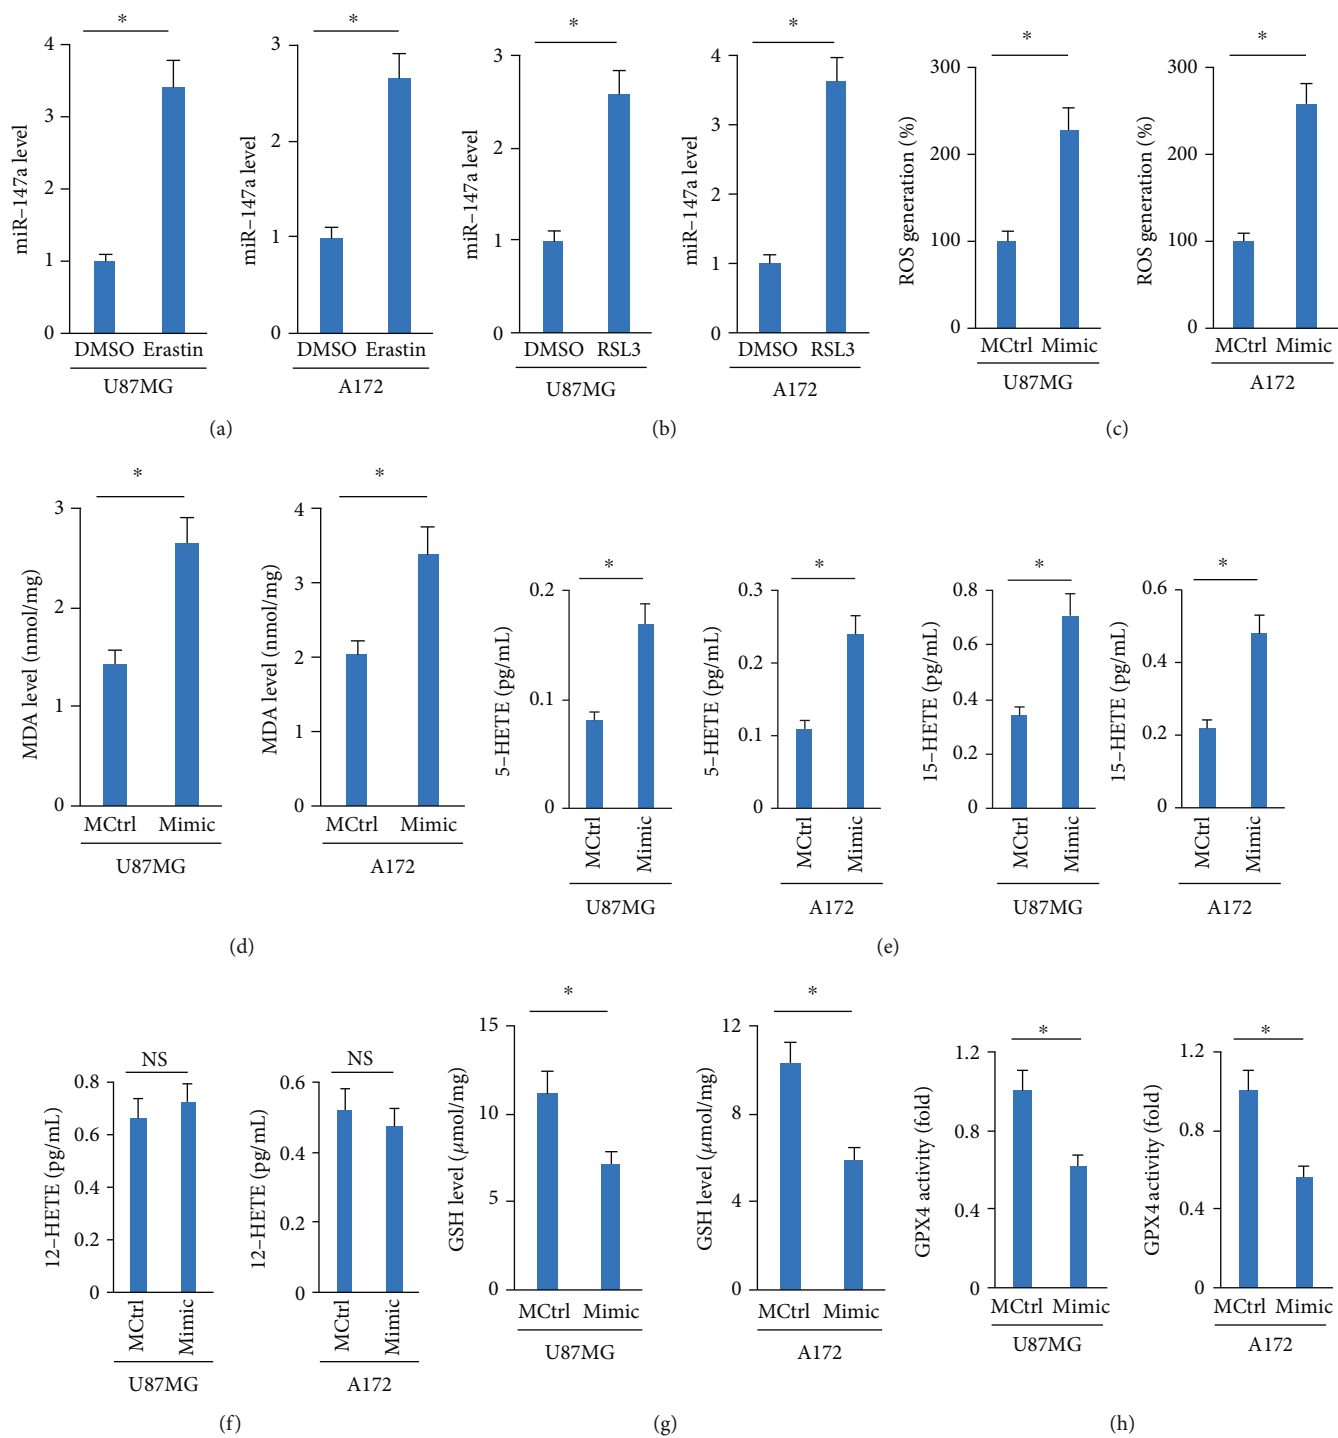 *
miR–147a level
4
3
2
1
0
DMSO Erastin
U87MG
*
miR–147a level
3
2
1
0
DMSO Erastin
A172
(a)
*
miR–147a level
3
2
1
0
DMSO RSL3
U87MG
*
miR–147a level
4
3
2
1
0
DMSO RSL3
A172
(b)
*
ROS generation (%)
300
200
100
0
MCtrl Mimic
U87MG
*
ROS generation (%)
300
200
100
0
MCtrl Mimic
A172
(c)
*
MDA level (nmol/mg)
3
2
1
0
MCtrl Mimic
U87MG
*
MDA level (nmol/mg)
4
3
2
1
0
MCtrl Mimic
A172
(d)
*
5–HETE (pg/mL)
0.2
0.1
0
MCtrl
Mimic
U87MG
*
5–HETE (pg/mL)
0.3
0.2
0.1
0
MCtrl
Mimic
A172
*
15–HETE (pg/mL)
0.8
0.6
0.4
0.2
0
MCtrl
Mimic
U87MG
*
15–HETE (pg/mL)
0.6
0.4
0.2
0
MCtrl
Mimic
A172
(e)
NS
12–HETE (pg/mL)
0.8
0.6
0.4
0.2
0
MCtrl
Mimic
U87MG
NS
12–HETE (pg/mL)
0.6
0.4
0.2
0
MCtrl
Mimic
A172
(f)
*
GSH level (μmol/mg)
15
10
5
0
MCtrl Mimic
U87MG
*
GSH level (μmol/mg)
12
9
6
3
0
MCtrl Mimic
A172
(g)
*
GPX4 activity (fold)
1.2
0.8
0.4
0
MCtrl Mimic
U87MG
*
GPX4 activity (fold)
1.2
0.8
0.4
0
MCtrl Mimic
A172
(h)